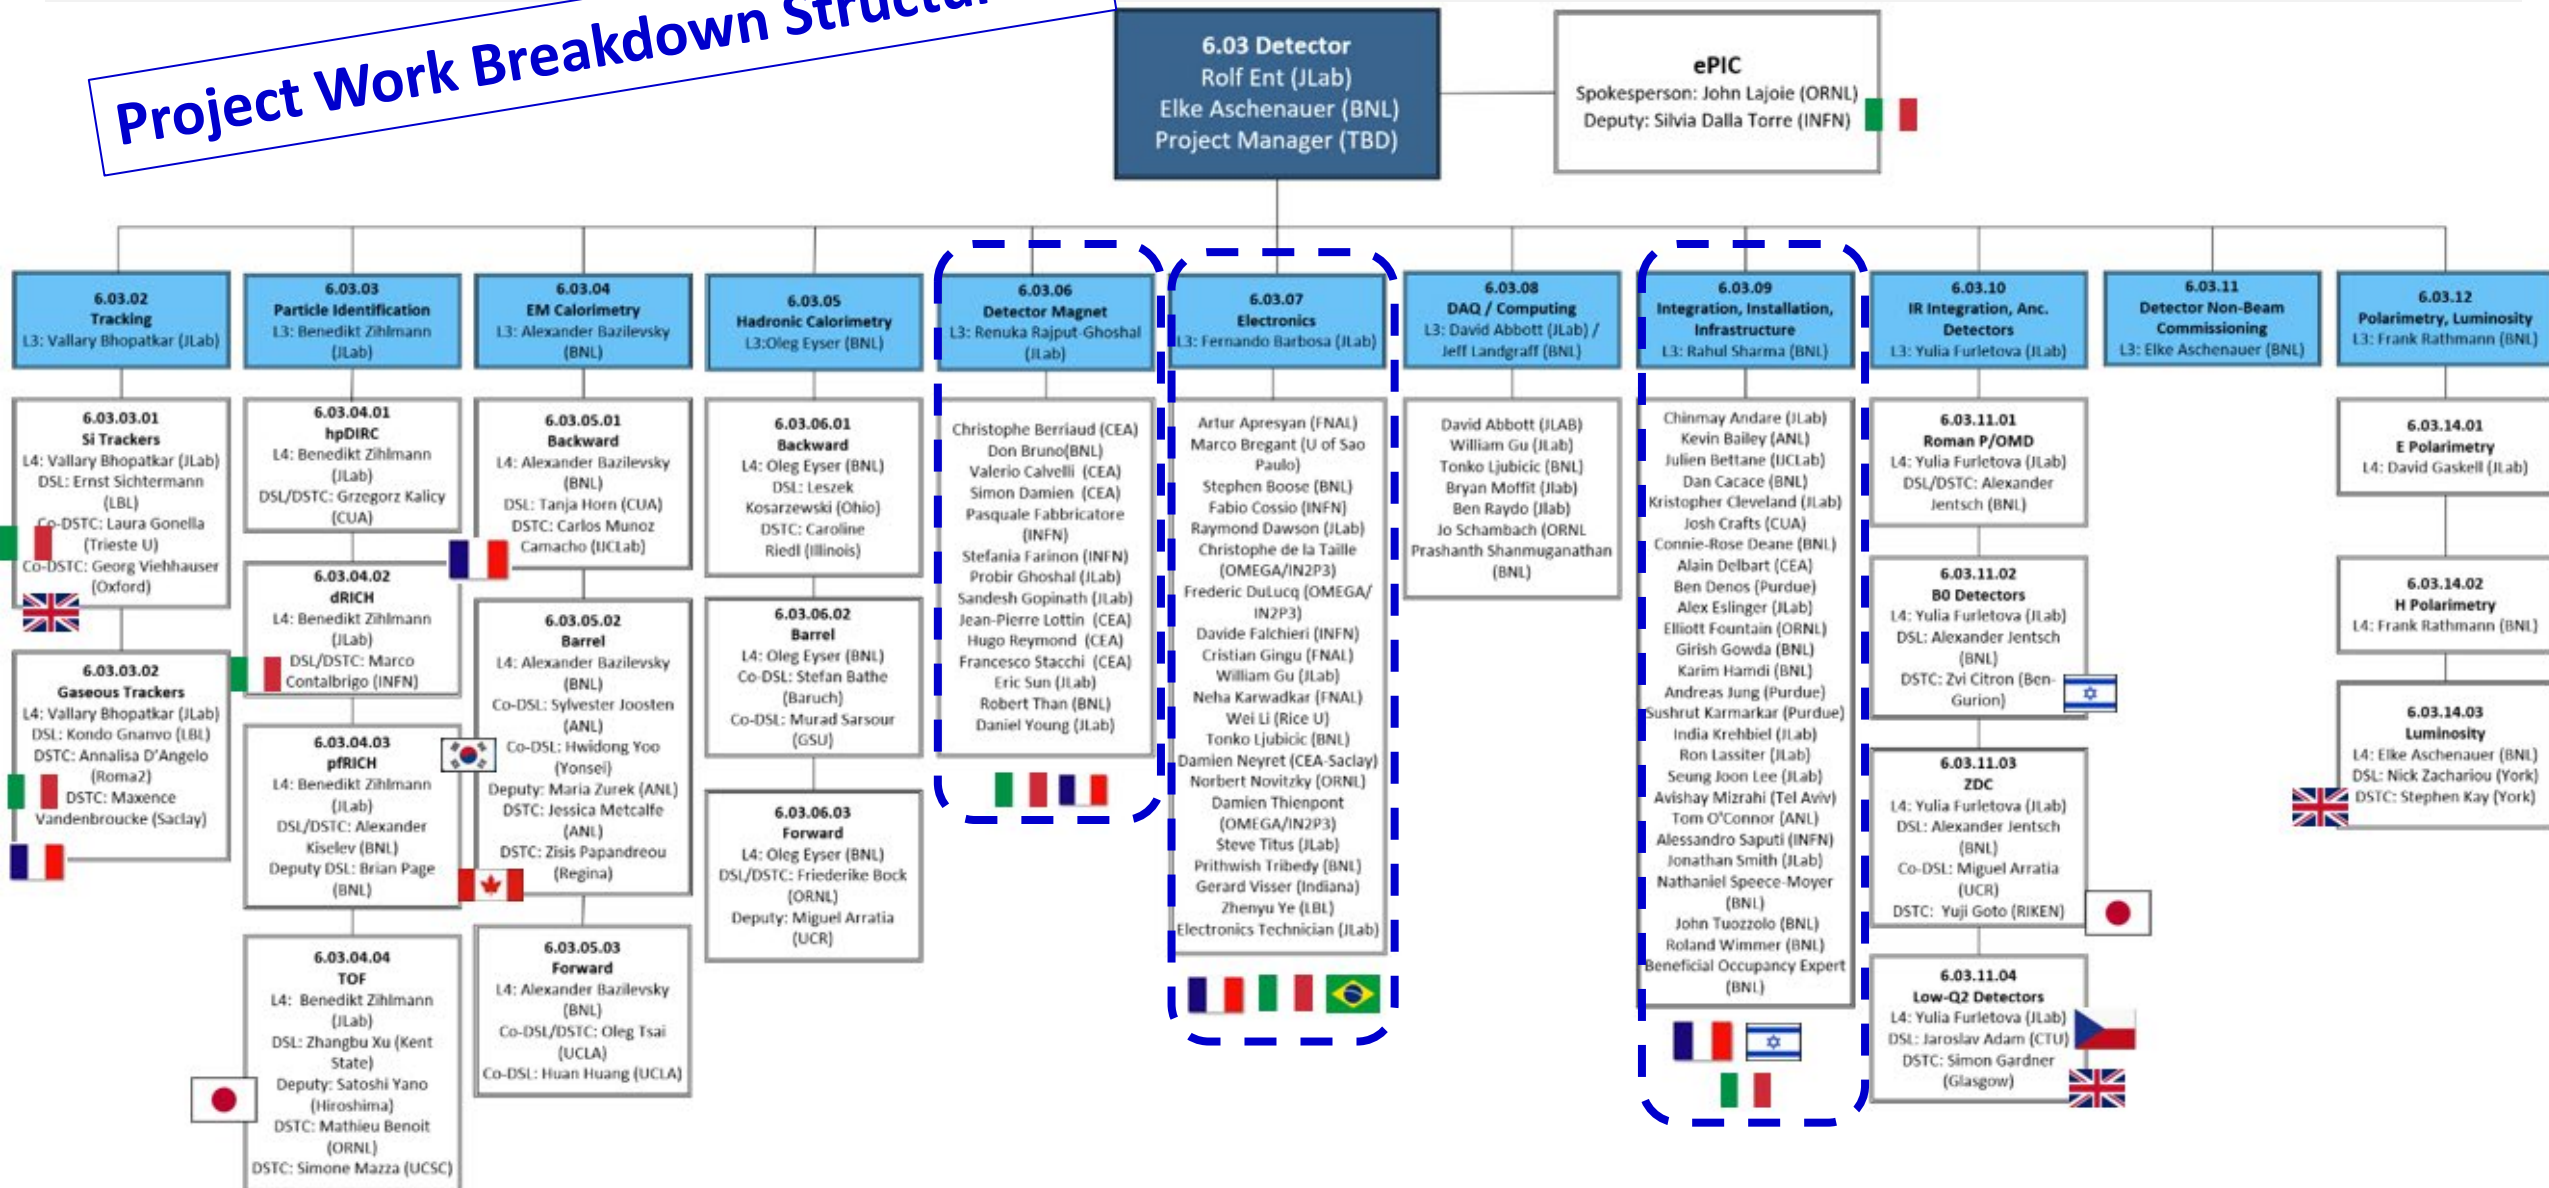 Project Work Breakdown Structur
6.03 Detector
Rolf Ent (JLab)
Elke Aschenauer (BNL)
Project Manager (TBD)
ePIC
Spokesperson: John Lajoie (ORNL)
Deputy: Silvia Dalla Torre (INFN)
6.03.02
Tracking
L3: Vallary Bhopatkar (JLab)
6.03.03.01
Si Trackers
L4: Vallary Bhopatkar (JLab)
DSL: Ernst Sichtermann
(LBL)
Co-DSTC: Laura Gonella
(Trieste U)
Co-DSTC: Georg Viehhauser
(Oxford)
6.03.03.02
Gaseous Trackers
L4: Vallary Bhopatkar (JLab)
DSL: Kondo Gnanvo (LBL)
DSTC: Annalisa D'Angelo
(Roma2)
DSTC: Maxence
Vandenbroucke (Saclay)
6.03.03
Particle Identification
L3: Benedikt Zihlmann
(JLab)
6.03.04.01
hpDIRC
L4: Benedikt Zihlmann
(JLab)
DSL/DSTC: Grzegorz Kalicy
(CUA)
6.03.04.02
dRICH
L4: Benedikt Zihlmann
(JLab)
DSL/DSTC: Marco
Contalbrigo (INFN)
6.03.04.03
pfRICH
L4: Benedikt Zihlmann
(JLab)
DSL/DSTC: Alexander
Kiselev (BNL)
Deputy DSL: Brian Page
(BNL)
6.03.04.04
TOF
L4: Benedikt Zihlmann
(JLab)
DSL: Zhangbu Xu (Kent
State)
Deputy: Satoshi Yano
(Hiroshima)
DSTC: Mathieu Benoit
(ORNL)
DSTC: Simone Mazza (UCSC)
6.03.04
EM Calorimetry
L3: Alexander Bazilevsky
(BNL)
6.03.05.01
Backward
L4: Alexander Bazilevsky
(BNL)
DSL: Tanja Horn (CUA)
DSTC: Carlos Munoz
Camacho (IJCLab)
6.03.05.02
Barrel
L4: Alexander Bazilevsky
(BNL)
Co-DSL: Sylvester Joosten
(ANL)
Co-DSL: Hwidong Yoo
(Yonsei)
Deputy: Maria Zurek (ANL)
DSTC: Jessica Metcalfe
(ANL)
DSTC: Zisis Papandreou
(Regina)
6.03.05.03
Forward
L4: Alexander Bazilevsky
(BNL)
Co-DSL/DSTC: Oleg Tsai
(UCLA)
Co-DSL: Huan Huang (UCLA)
6.03.05
Hadronic Calorimetry
L3:Oleg Eyser (BNL)
6.03.06.01
Backward
L4: Oleg Eyser (BNL)
DSL: Leszek
Kosarzewski (Ohio)
DSTC: Caroline
Riedl (Illinois)
6.03.06.02
Barrel
L4: Oleg Eyser (BNL)
Co-DSL: Stefan Bathe
(Baruch)
Co-DSL: Murad Sarsour
(GSU)
6.03.06.03
Forward
L4: Oleg Eyser (BNL)
DSL/DSTC: Friederike Bock
(ORNL)
Deputy: Miguel Arratia
(UCR)
6.03.06
Detector Magnet
L3: Renuka Rajput-Ghoshal
(JLab)
Christophe Berriaud (CEA)
Don Bruno(BNL)
Valerio Calvelli (CEA)
Simon Damien (CEA)
Pasquale Fabbricatore
(INFN)
Stefania Farinon (INFN)
Probir Ghoshal (JLab)
Sandesh Gopinath (JLab)
Jean-Pierre Lottin (CEA)
Hugo Reymond (CEA)
Francesco Stacchi (CEA)
Eric Sun (JLab)
Robert Than (BNL)
Daniel Young (JLab)
6.03.07
Electronics
L3: Fernando Barbosa (JLab)
Artur Apresyan (FNAL)
Marco Bregant (U of Sao
Paulo)
Stephen Boose (BNL)
Fabio Cossio (INFN)
Raymond Dawson (JLab)
Christophe de la Taille
(OMEGA/IN2P3)
Frederic DuLucq (OMEGA/
IN2P3)
Davide Falchieri (INFN)
Cristian Gingu (FNAL)
William Gu (JLab)
Neha Karwadkar (FNAL)
Wei Li (Rice U)
Tonko Ljubicic (BNL)
Damien Neyret (CEA-Saclay)
Norbert Novitzky (ORNL)
Damien Thienpont
(OMEGA/IN2P3)
Steve Titus (JLab)
Prithwish Tribedy (BNL)
Gerard Visser (Indiana)
Zhenyu Ye (LBL)
Electronics Technician (JLab)
6.03.08
DAQ / Computing
L3: David Abbott (JLab) /
Jeff Landgraff (BNL)
David Abbott (JLAB)
William Gu (JLab)
Tonko Ljubicic (BNL)
Bryan Moffit (Jlab)
Ben Raydo (Jlab)
Jo Schambach (ORNL
Prashanth Shanmuganathan
(BNL)
6.03.09
Integration, Installation,
Infrastructure
L3: Rahul Sharma (BNL)
Chinmay Andare (JLab)
Kevin Bailey (ANL)
Julien Bettane (IJCLab)
Dan Cacace (BNL)
Kristopher Cleveland (JLab)
Josh Crafts (CUA)
Connie-Rose Deane (BNL)
Alain Delbart (CEA)
Ben Denos (Purdue)
Alex Eslinger (JLab)
Elliott Fountain (ORNL)
Girish Gowda (BNL)
Karim Hamdi (BNL)
Andreas Jung (Purdue)
Sushrut Karmarkar (Purdue)
India Krehbiel (JLab)
Ron Lassiter (JLab)
Seung Joon Lee (JLab)
Avishay Mizrahi (Tel Aviv)
Tom O'Connor (ANL)
Alessandro Saputi (INFN)
Jonathan Smith (JLab)
Nathaniel Speece-Moyer
(BNL)
John Tuozzolo (BNL)
Roland Wimmer (BNL)
Beneficial Occupancy Expert
(BNL)
6.03.10
IR Integration, Anc.
Detectors
L3: Yulia Furletova (JLab)
6.03.11.01
Roman P/OMD
L4: Yulia Furletova (JLab)
DSL/DSTC: Alexander
Jentsch (BNL)
6.03.11.02
B0 Detectors
L4: Yulia Furletova (JLab)
DSL: Alexander Jentsch
(BNL)
DSTC: Zvi Citron (Ben-
Gurion)
6.03.11.03
ZDC
L4: Yulia Furletova (JLab)
DSL: Alexander Jentsch
(BNL)
Co-DSL: Miguel Arratia
(UCR)
DSTC: Yuji Goto (RIKEN)
6.03.11.04
Low-Q2 Detectors
L4: Yulia Furletova (JLab)
DSL: Jaroslav Adam (CTU)
DSTC: Simon Gardner
(Glasgow)
6.03.11
Detector Non-Beam
Commissioning
L3: Elke Aschenauer (BNL)
6.03.12
Polarimetry, Luminosity
L3: Frank Rathmann (BNL)
6.03.14.01
E Polarimetry
L4: David Gaskell (JLab)
6.03.14.02
H Polarimetry
L4: Frank Rathmann (BNL)
6.03.14.03
Luminosity
L4: Elke Aschenauer (BNL)
DSL: Nick Zachariou (York)
DSTC: Stephen Kay (York)